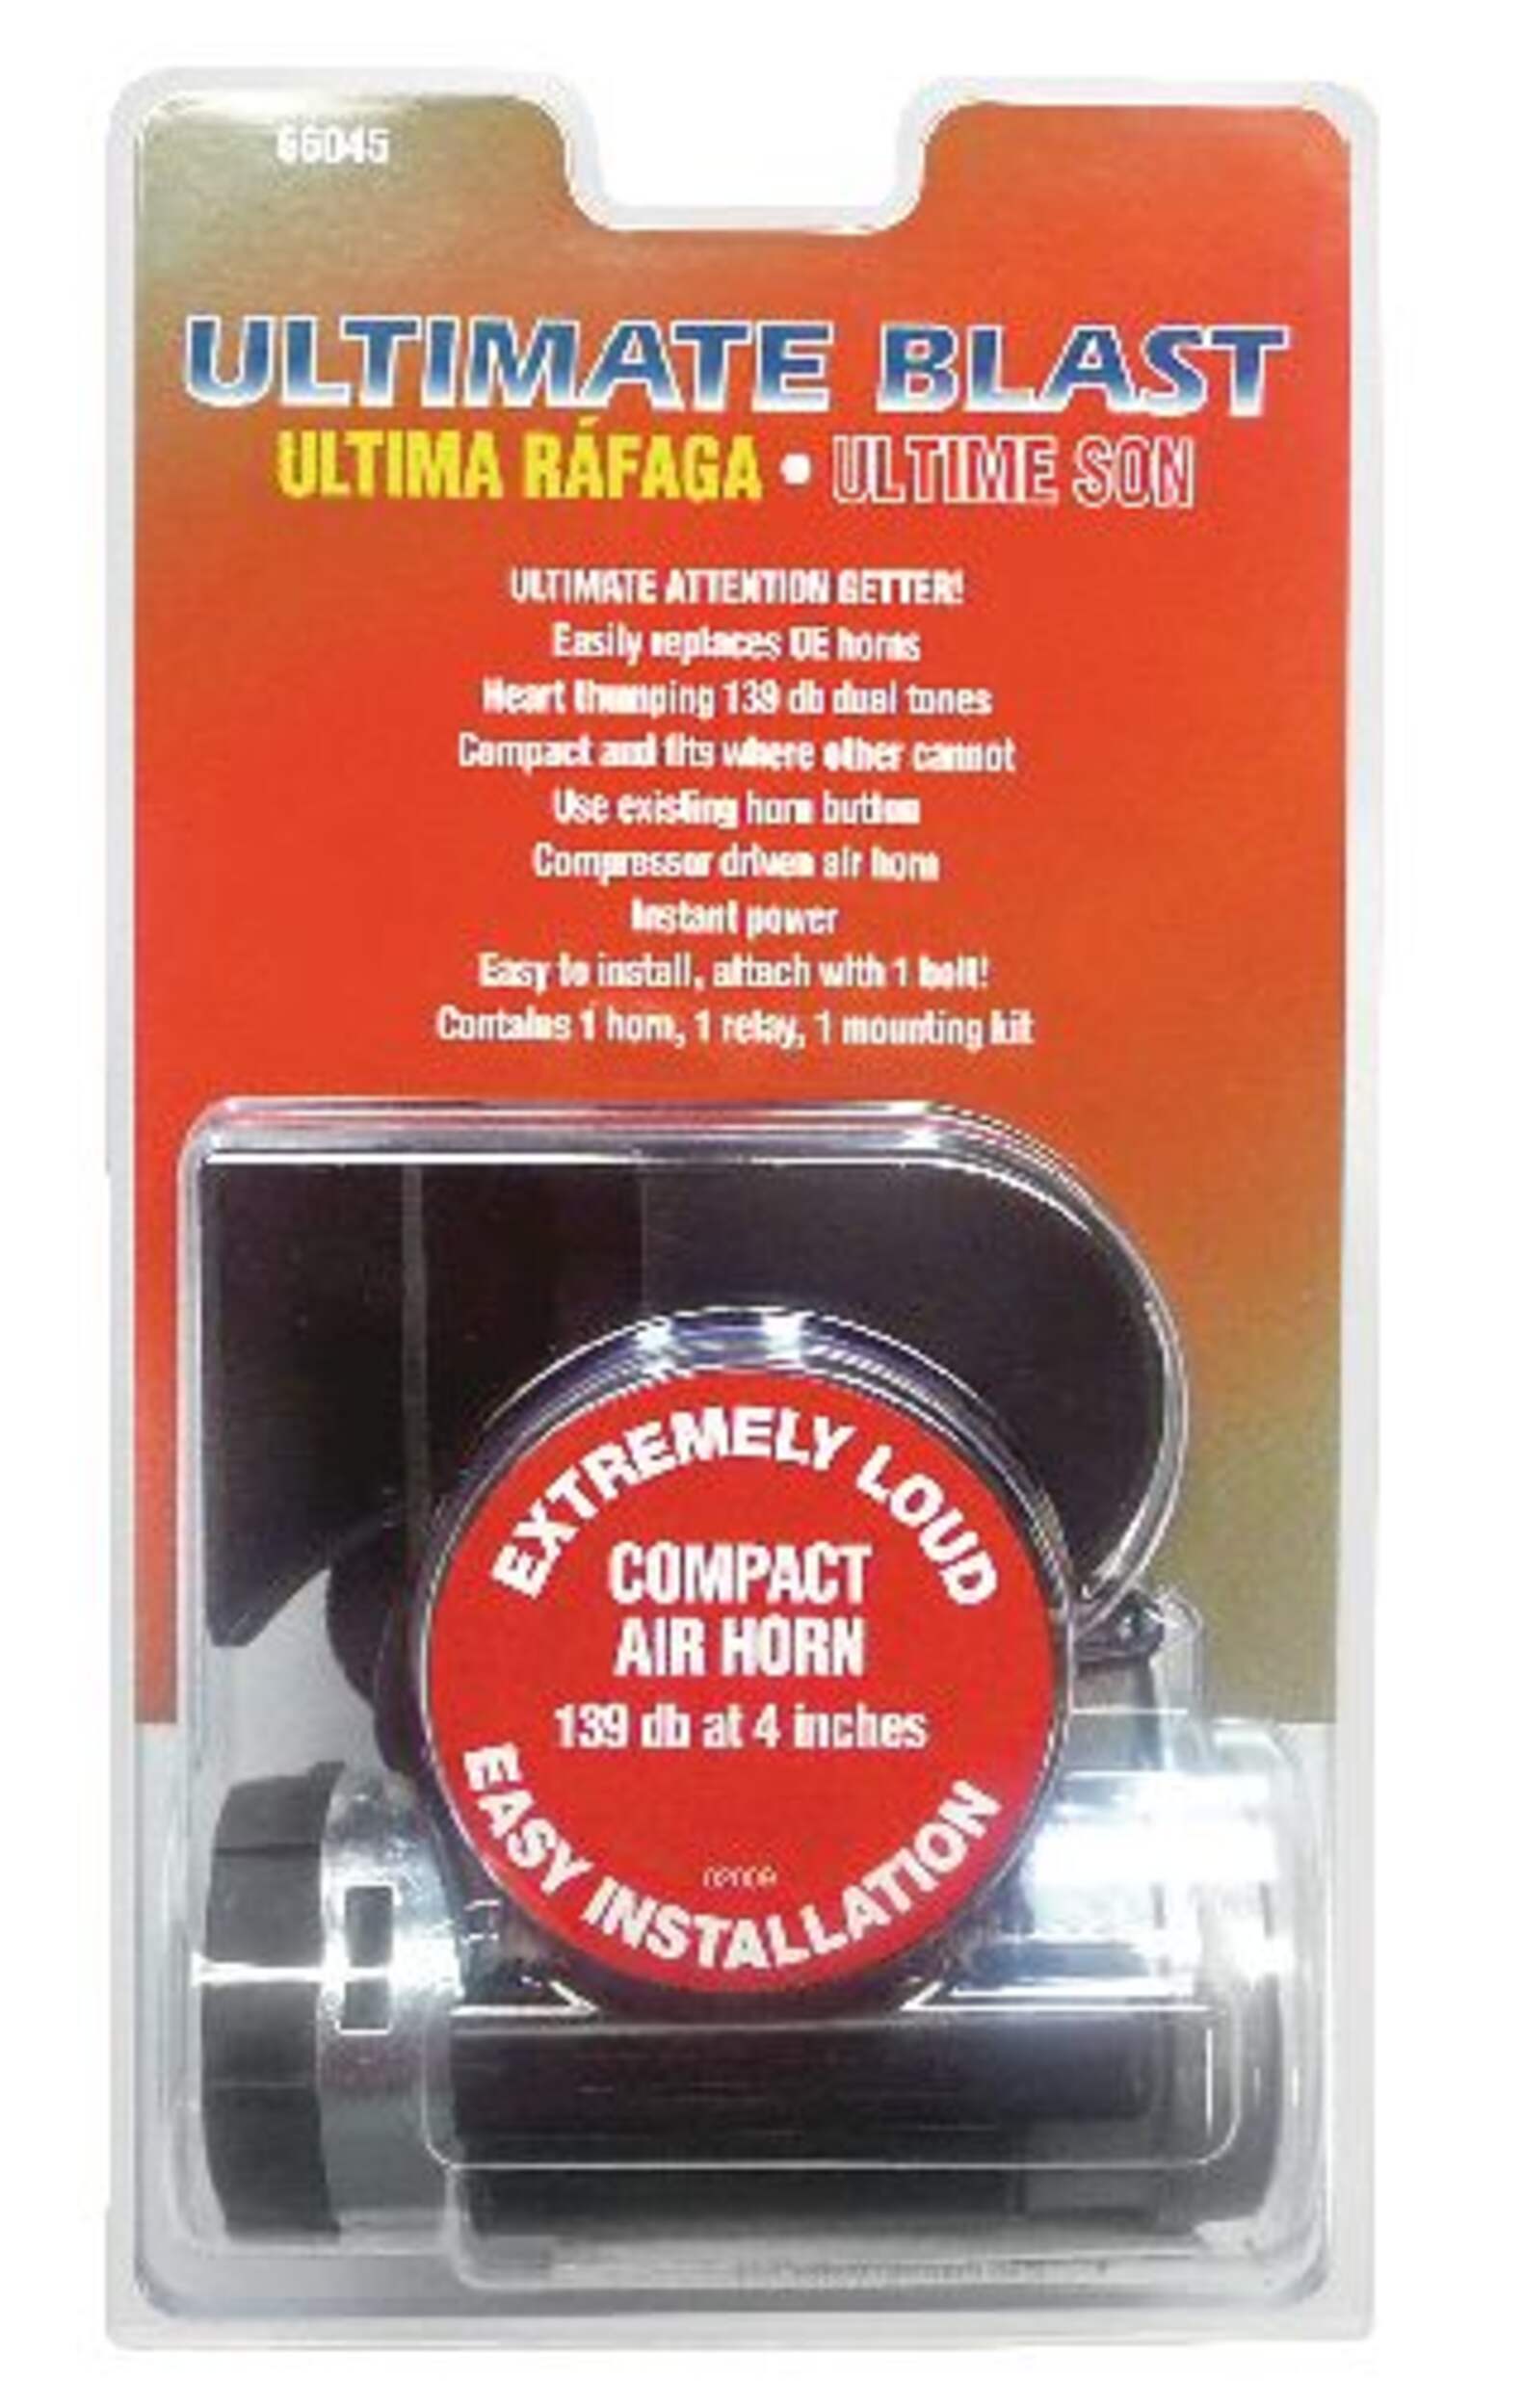 66045
ULTIMATE BLAST
ULTIMA RÁFAGA • ULTIME SON
ULTIMATE ATTENTION GETTER!
Easily replaces OE horns
Heart thumping 139 db dual tones
Compact and fits where other cannot
Use existing horn button
Compressor driven air horn
Instant power
Easy to install, attach with 1 bolt!
Contains 1 horn, 1 relay, 1 mounting kit
EXTREMELY LOUD
COMPACT
AIR HORN
139 db at 4 inches
EASY INSTALLATION